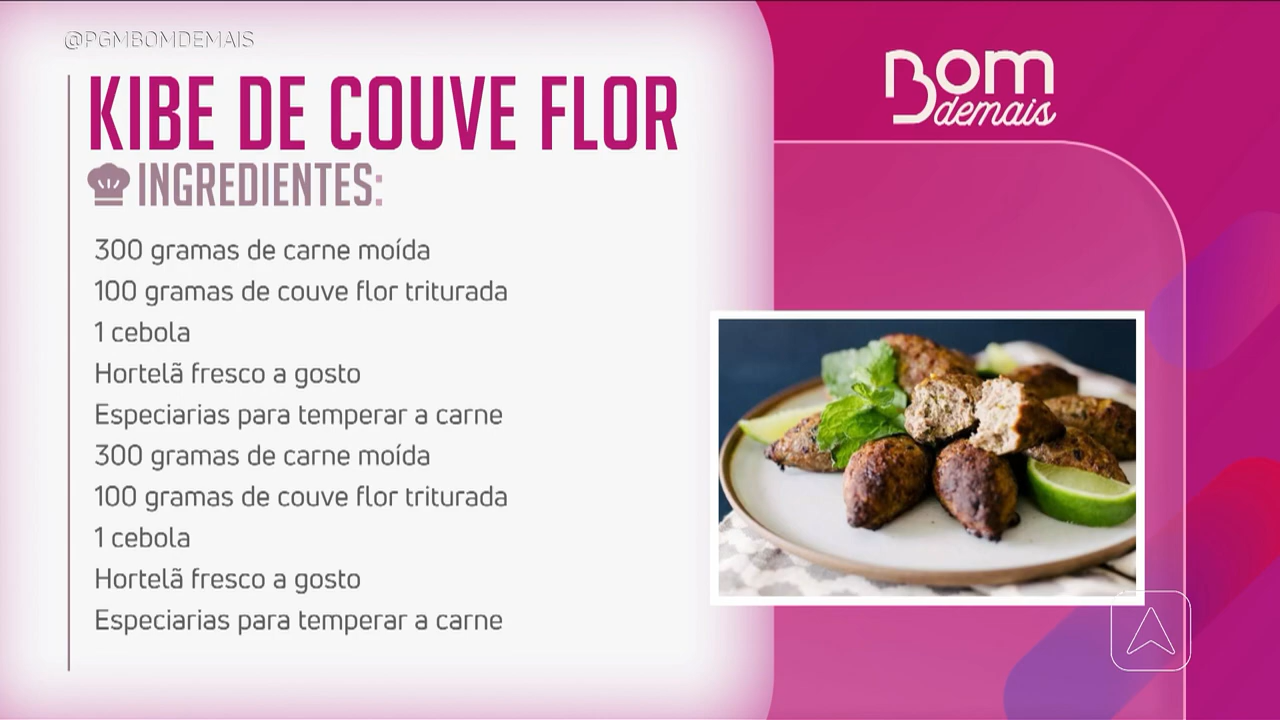 @PGMBOMDEMAIS
KIBE DE COUVE FLOR
INGREDIENTES:
300 gramas de carne moída
100 gramas de couve flor triturada
1 cebola
Hortelã fresco a gosto
Especiarias para temperar a carne
300 gramas de carne moída
100 gramas de couve flor triturada
1 cebola
Hortelã fresco a gosto
Especiarias para temperar a carne
Bom
demais